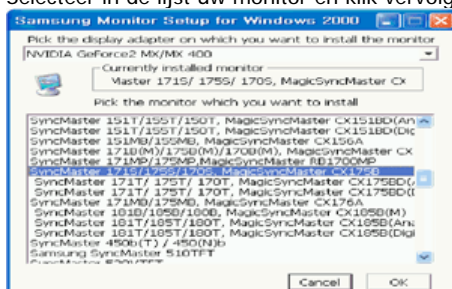 Selecteer in de lijst uw monitor en klik vervolg
Samsung Monitor Setup for Windows 2000
Pick the display adapter on which you want to install the monitor
NVIDIA GeForce2 MX/MX 400
Currently installed monitor
Master 171S/ 175S/ 170S, MagicSyncMaster CX
Pick the monitor which you want to install
SyncMaster 151T/155T/150T, MagicSyncMaster CX151BD(An
SyncMaster 151T/155T/150T, MagicSyncMaster CX151BD(Dig
SyncMaster 151MB/155MB, MagicSyncMaster CX156A
SyncMaster 171B(M)/175B(M)/170B(M), MagicSyncMaster CX
SyncMaster 171MP/175MP,MagicSyncMaster RB1700MP
SyncMaster 171S/175S/170S, MagicSyncMaster CX175B
SyncMaster 171T/ 175T/ 170T, MagicSyncMaster CX175BD(
SyncMaster 171T/ 175T/ 170T, MagicSyncMaster CX175BD(
SyncMaster 171MB/175MB, MagicSyncMaster CX176A
SyncMaster 181B/185B/180B, MagicSyncMaster CX185B(M)
SyncMaster 181T/185T/180T, MagicSyncMaster CX185B(Ana
SyncMaster 181T/185T/180T, MagicSyncMaster CX185B(Digi
SyncMaster 450b(T) / 450(N)b
Samsung SyncMaster 510TFT
SyncMaster 520V/TFT
Cancel OK